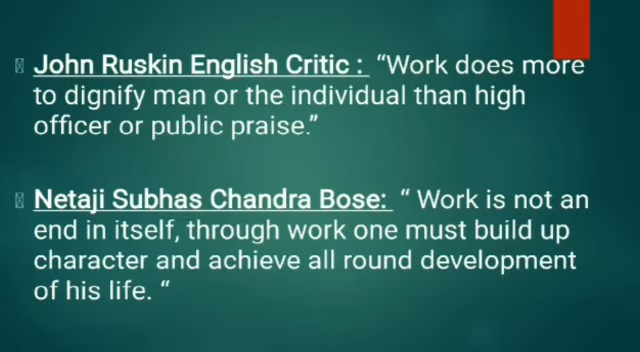 John Ruskin English Critic : “Work does more
to dignify man or the individual than high
officer or public praise.”
Netaji Subhas Chandra Bose: “ Work is not an
end in itself, through work one must build up
character and achieve all round development
of his life. “